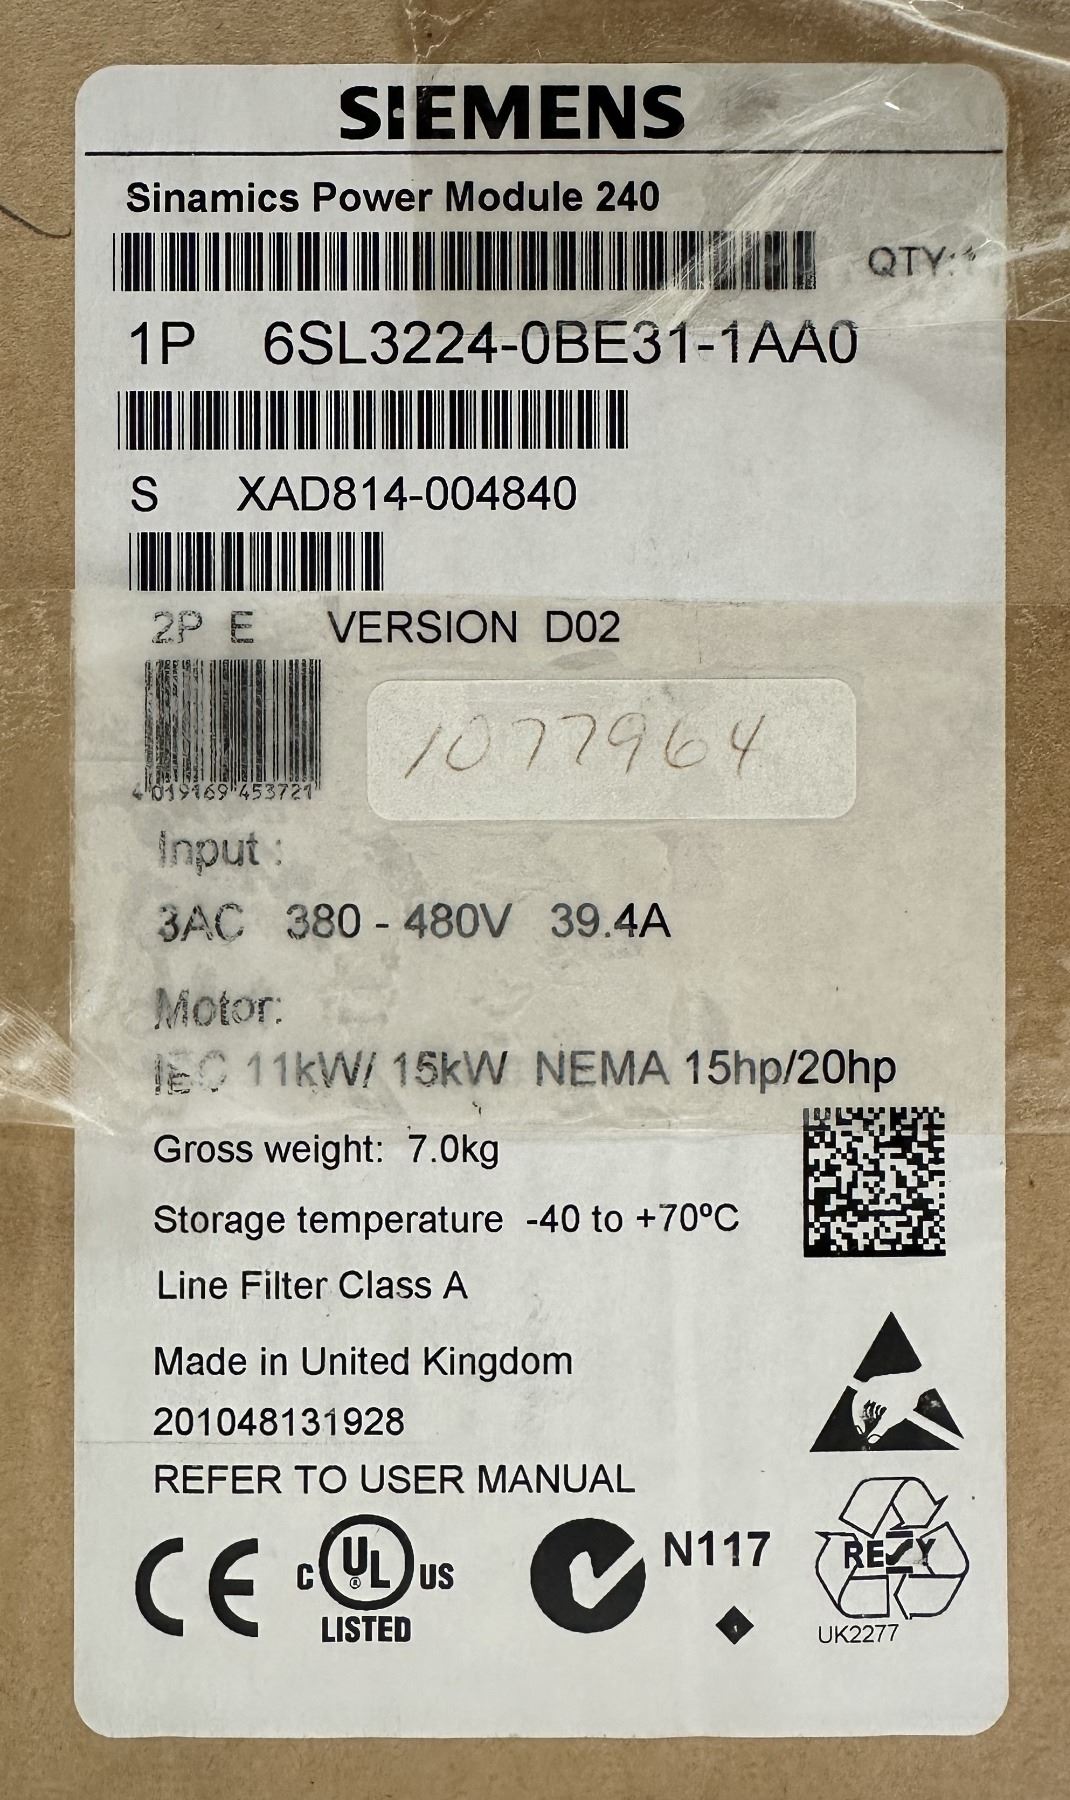 SIEMENS
Sinamics Power Module 240
QTY:1
1P 6SL3224-0BE31-1AA0
S XAD814-004840
2P E VERSION D02
4 019169 453721
1077964
Input :
3AC 380 - 480V 39.4A
Motor:
IEC 11kW/ 15kW NEMA 15hp/20hp
Gross weight: 7.0kg
Storage temperature -40 to +70ºC
Line Filter Class A
Made in United Kingdom
201048131928
REFER TO USER MANUAL
CE
C UL ® US
LISTED
N117
RESY
UK2277